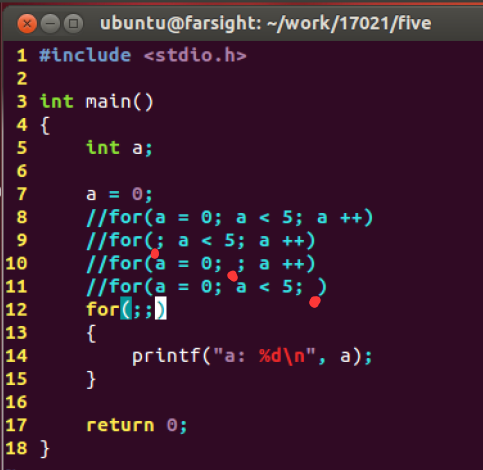 ubuntu@farsight: ~/work/17021/five
1 #include <stdio.h>
2
3 int main()
4 {
5     int a;
6
7     a = 0;
8     //for(a = 0; a < 5; a ++)
9     //for(; a < 5; a ++)
10     //for(a = 0; ; a ++)
11     //for(a = 0; a < 5; )
12     for(;;)
13     {
14         printf("a: %d\n", a);
15     }
16
17     return 0;
18 }